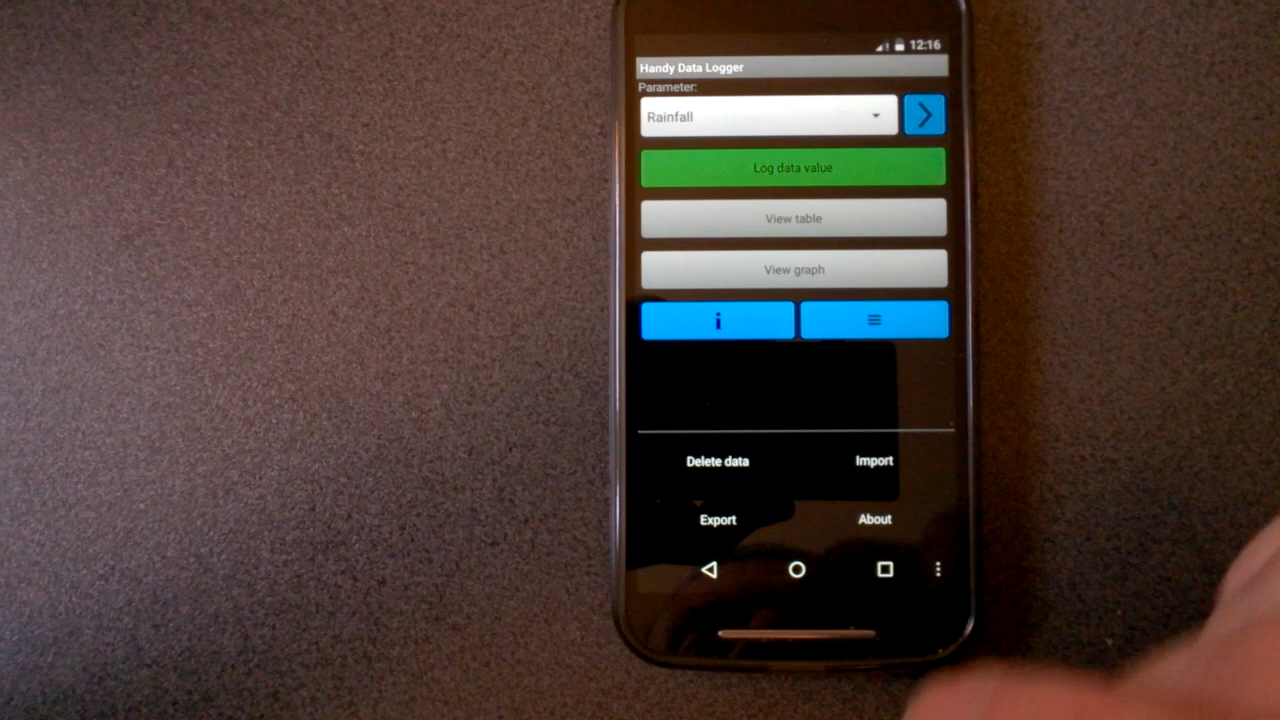 12:16
Handy Data Logger
Parameter:
Rainfall
Log data value
View table
View graph
i
Delete data Import
Export About